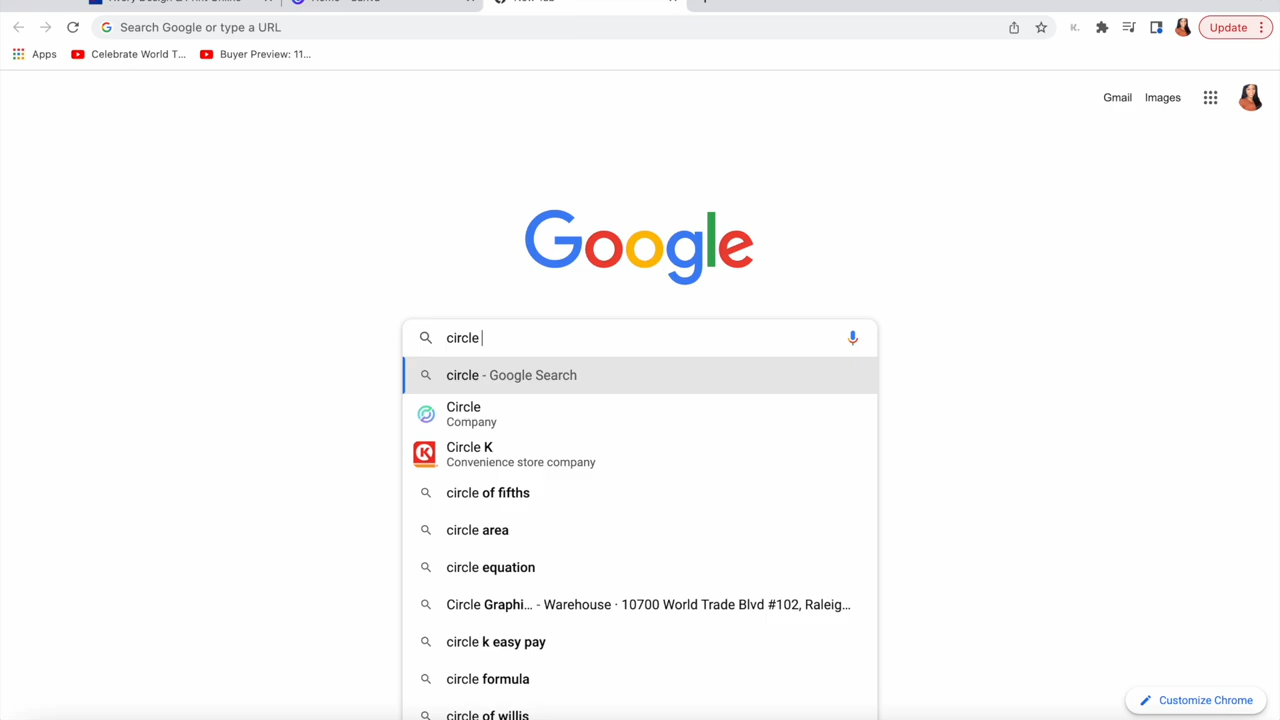 Search Google or type a URL
Update
Apps
Celebrate World T...
Buyer Preview: 11...
Gmail
Images
Google
circle
circle - Google Search
Circle
Company
Circle K
Convenience store company
circle of fifths
circle area
circle equation
Circle Graphi... - Warehouse · 10700 World Trade Blvd #102, Raleig...
circle k easy pay
circle formula
circle of willis
Customize Chrome